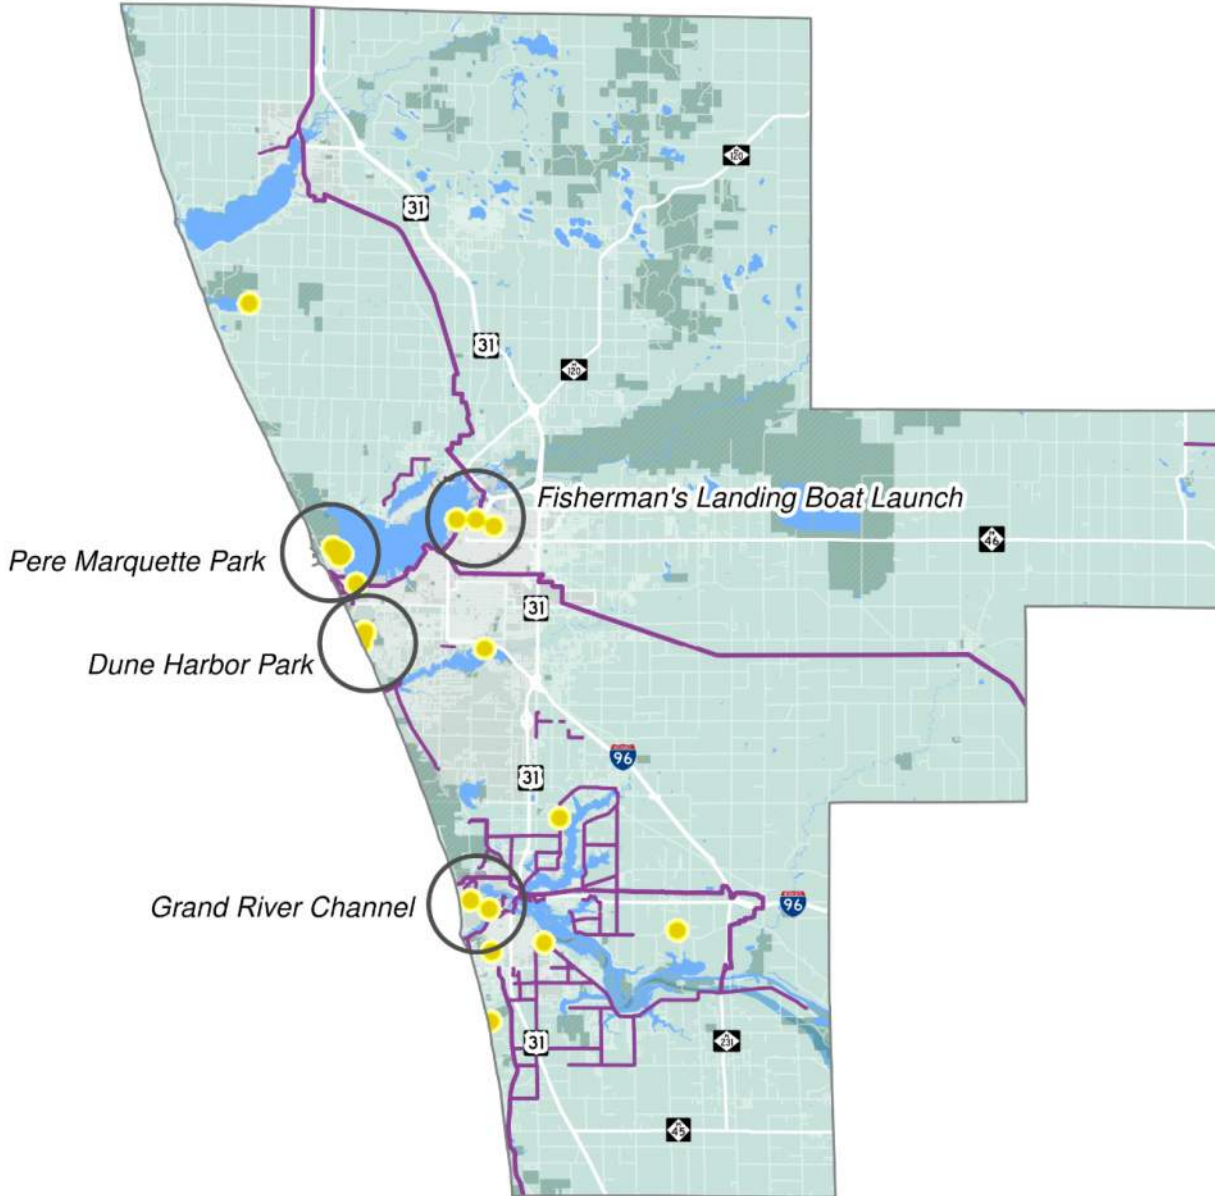 M
120
31
31
M
120
Fisherman's Landing Boat Launch
M
46
Pere Marquette Park
31
Dune Harbor Park
96
31
Grand River Channel
96
31
M
231
M
45